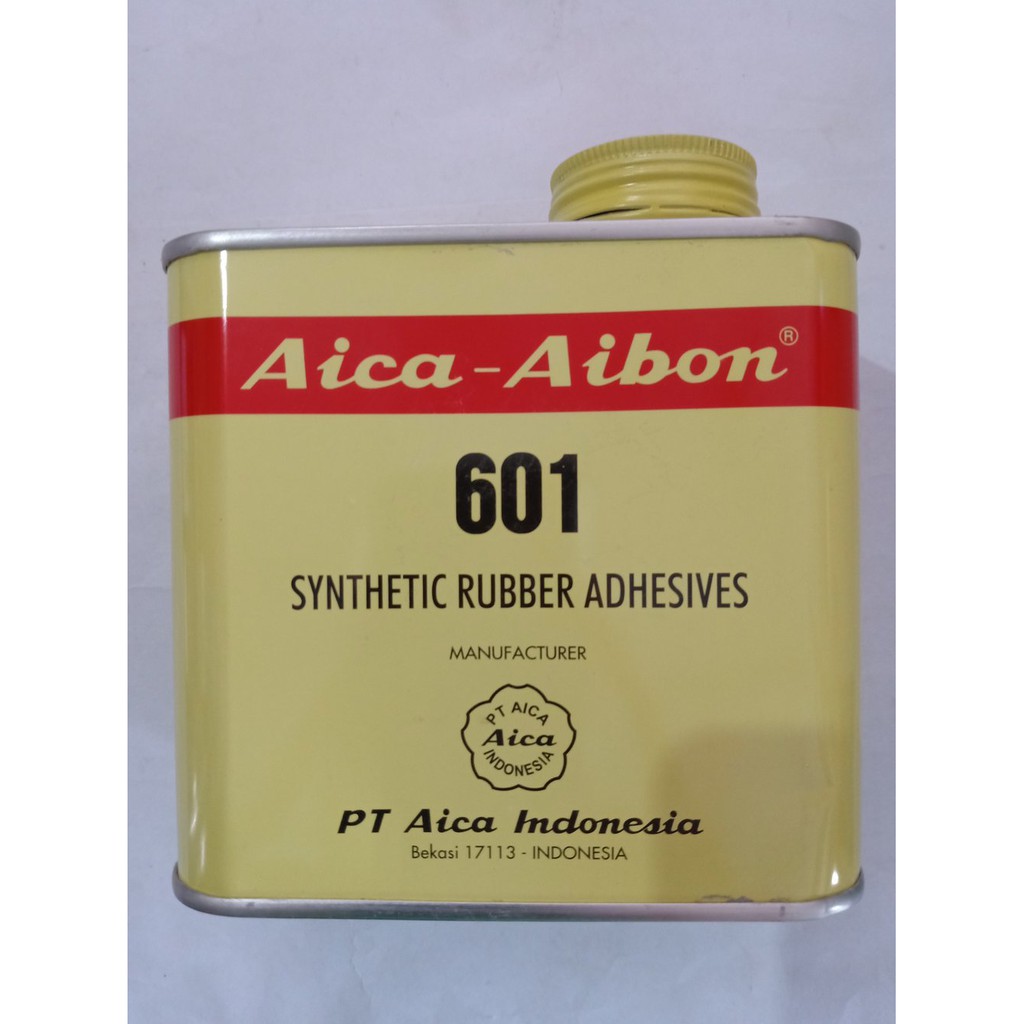 Aica-Aibon®
601
SYNTHETIC RUBBER ADHESIVES
MANUFACTURER
PT AICA
Aica
INDONESIA
PT Aica Indonesia
Bekasi 17113 - INDONESIA